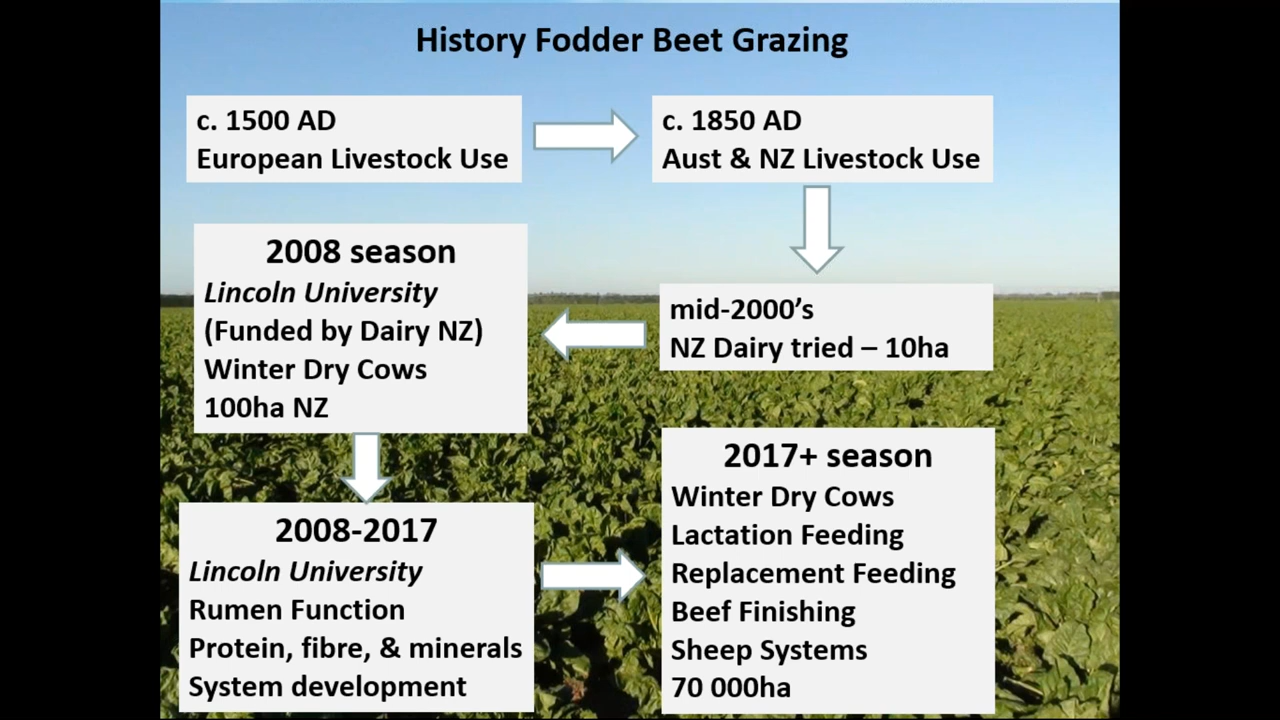 History Fodder Beet Grazing
c. 1500 AD
European Livestock Use
c. 1850 AD
Aust & NZ Livestock Use
mid-2000’s
NZ Dairy tried – 10ha
2008 season
Lincoln University
(Funded by Dairy NZ)
Winter Dry Cows
100ha NZ
2008-2017
Lincoln University
Rumen Function
Protein, fibre, & minerals
System development
2017+ season
Winter Dry Cows
Lactation Feeding
Replacement Feeding
Beef Finishing
Sheep Systems
70 000ha